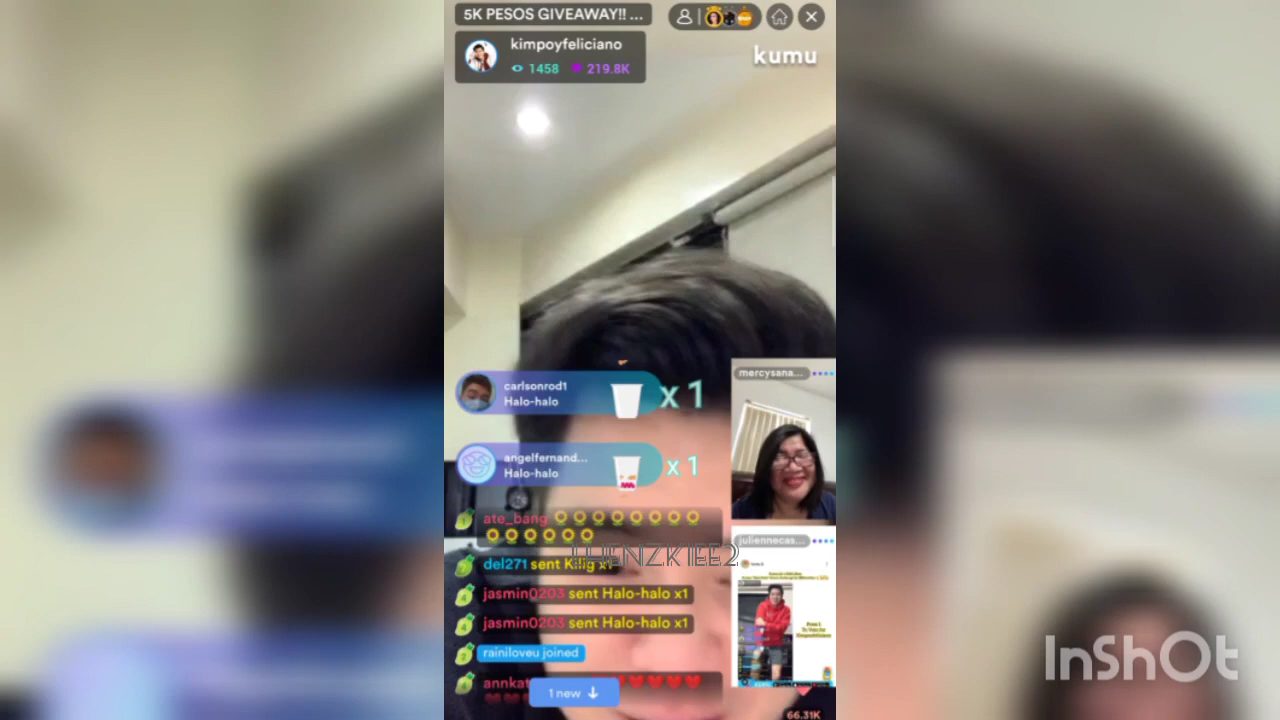 5K PESOS GIVEAWAY!! ...
kimpoyfeliciano
1458 219.8K
kumu
carlsonrod1
Halo-halo
x 1
mercysana...
angelfernand...
Halo-halo
x 1
ate_bang
juliennecas...
THENZKIEE2
del271 sent Kilig x1
jasmin0203 sent Halo-halo x1
jasmin0203 sent Halo-halo x1
rainiloveu joined
annkat
1 new
66.31K
InShOt